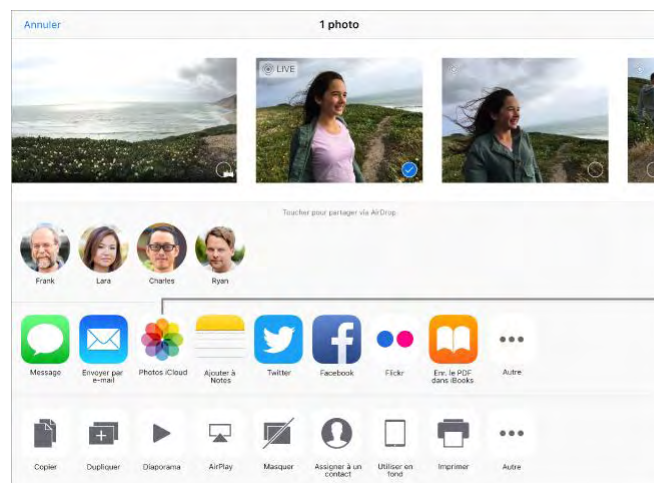 Annuler
1 photo
LIVE
Toucher pour partager via AirDrop
Frank
Lara
Charles
Ryan
Message
Envoyer par
e-mail
Photos iCloud
Ajouter à
Notes
Twitter
Facebook
Flickr
Enr. le PDF
dans iBooks
Autre
Copier
Dupliquer
Diaporama
AirPlay
Masquer
Assigner à un
contact
Utiliser en
fond
Imprimer
Autre